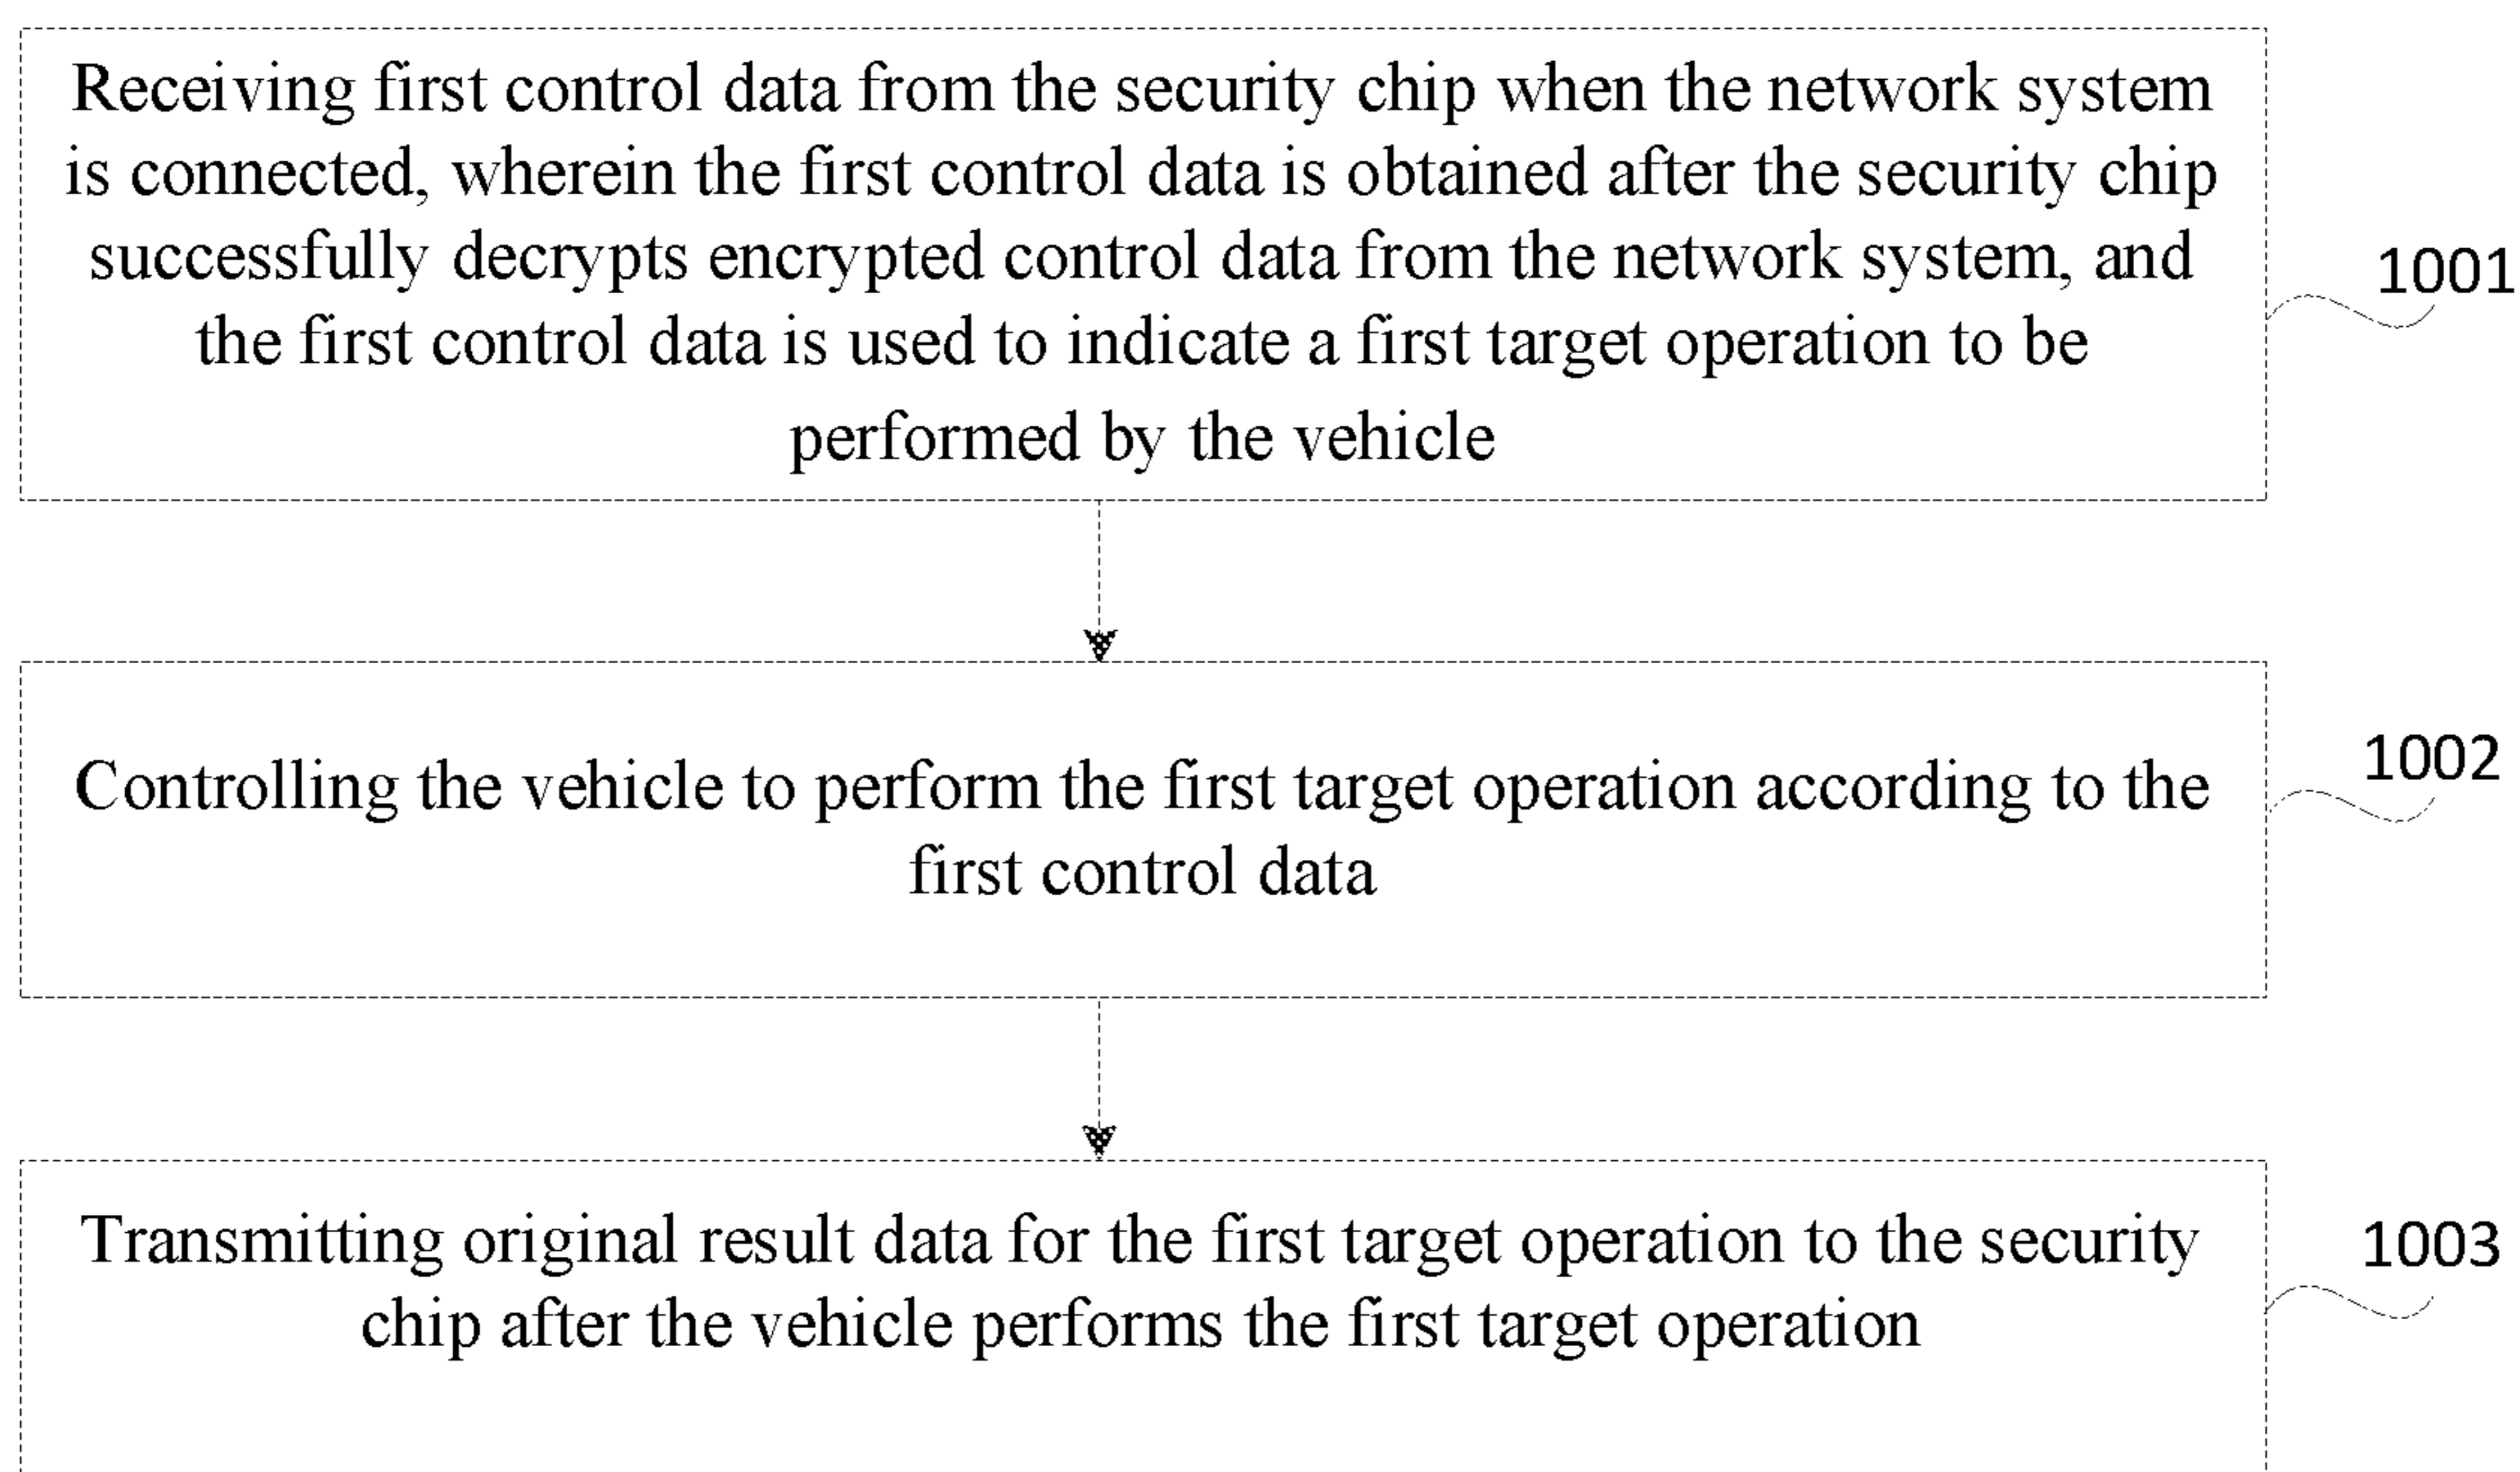 Receiving first control data from the security chip when the network system
is connected, wherein the first control data is obtained after the security chip
successfully decrypts encrypted control data from the network system, and
the first control data is used to indicate a first target operation to be
performed by the vehicle
1001
Controlling the vehicle to perform the first target operation according to the
first control data
1002
Transmitting original result data for the first target operation to the security
chip after the vehicle performs the first target operation
1003